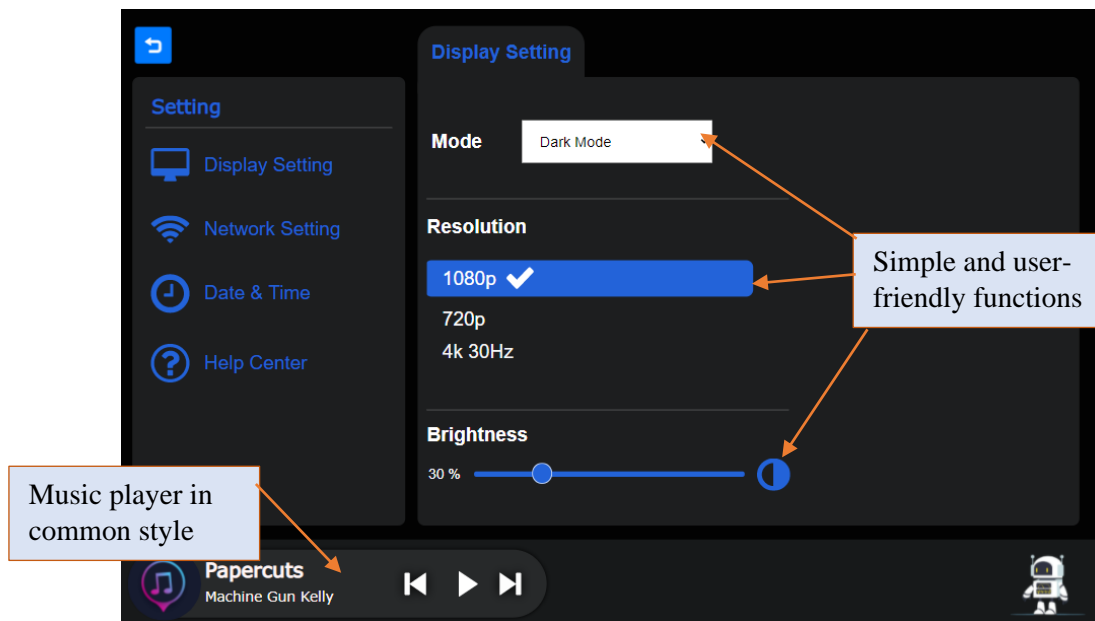 Display Setting
Setting
Display Setting
Network Setting
Date & Time
Help Center
Mode
Dark Mode
Resolution
1080p
720p
4k 30Hz
Brightness
30 %
Simple and user-
friendly functions
Music player in
common style
Papercuts
Machine Gun Kelly